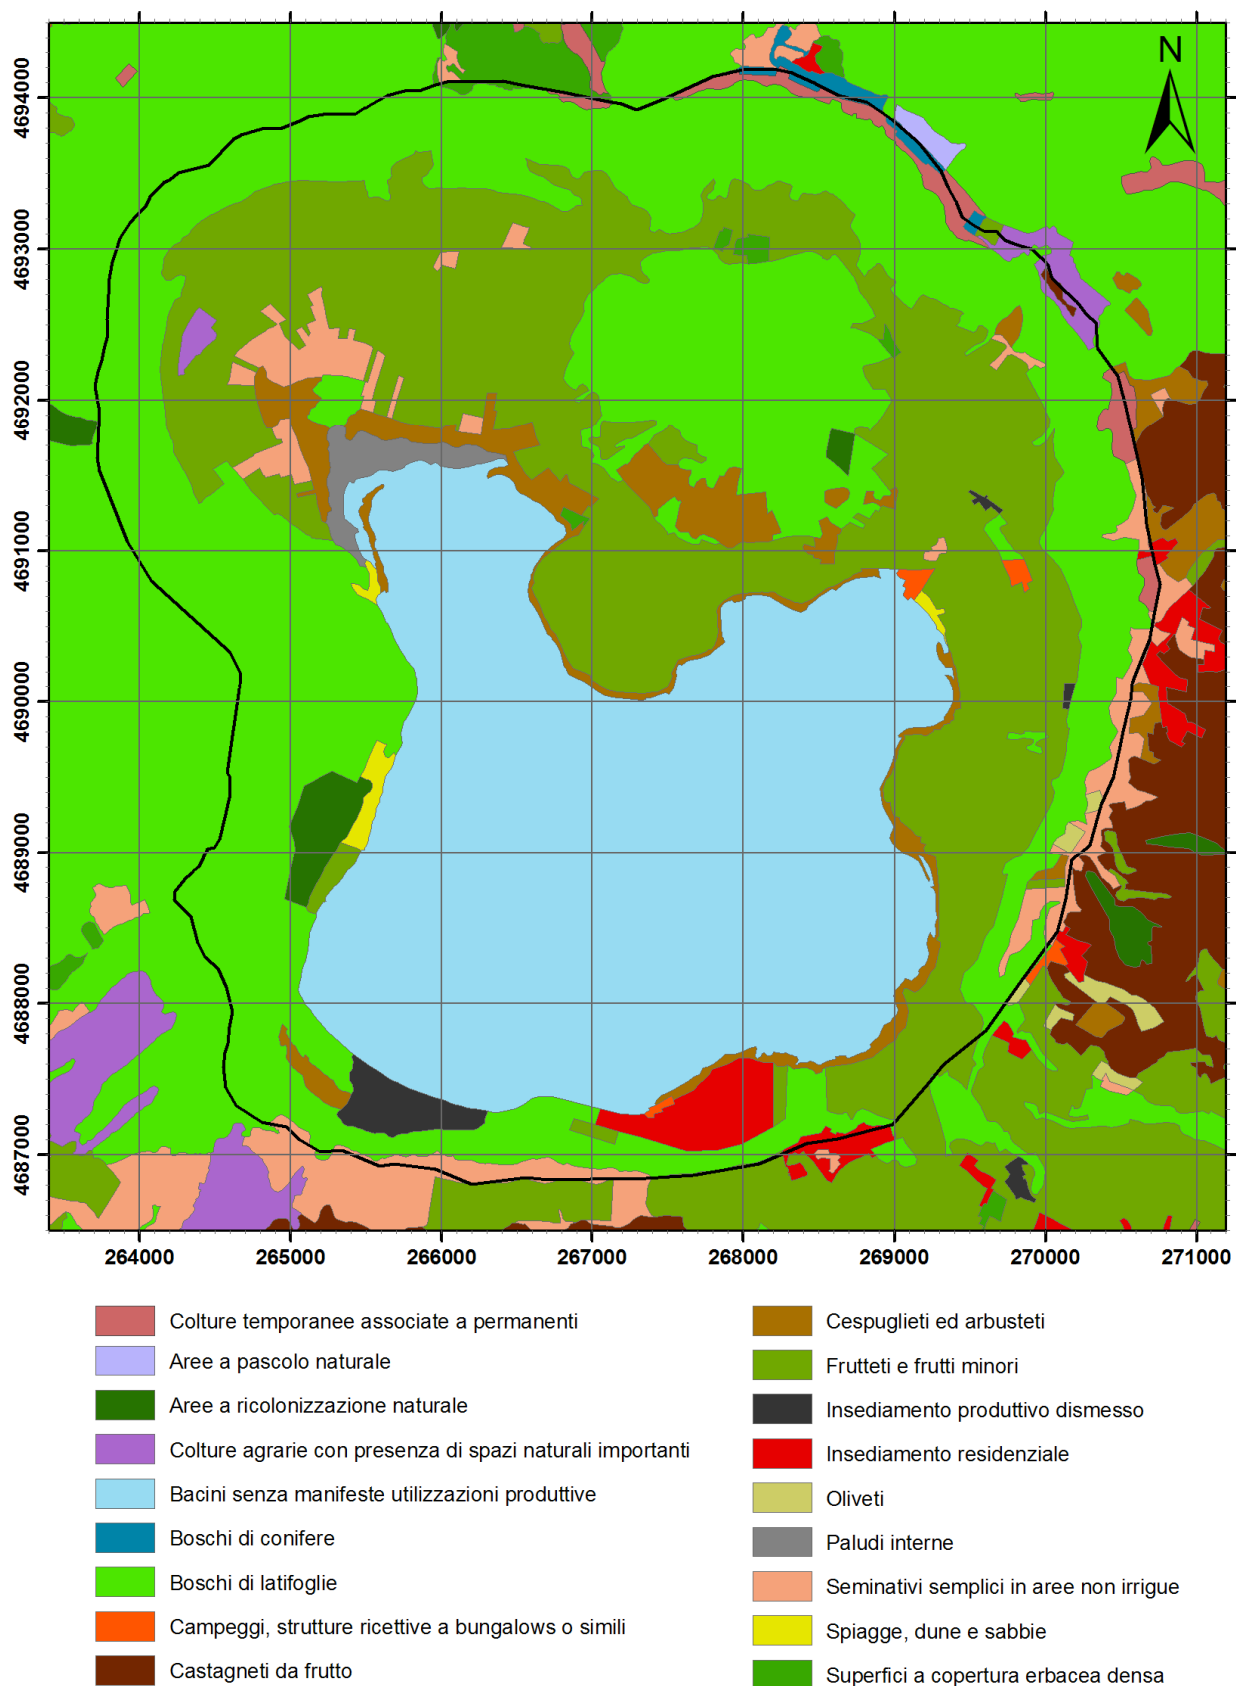 N
4694000
4693000
4692000
4691000
4690000
4689000
4688000
4687000
264000 265000 266000 267000 268000 269000 270000 271000
Colture temporanee associate a permanenti
Aree a pascolo naturale
Aree a ricolonizzazione naturale
Colture agrarie con presenza di spazi naturali importanti
Bacini senza manifeste utilizzazioni produttive
Boschi di conifere
Boschi di latifoglie
Campeggi, strutture ricettive a bungalows o simili
Castagneti da frutto
Cespuglieti ed arbusteti
Frutteti e frutti minori
Insediamento produttivo dismesso
Insediamento residenziale
Oliveti
Paludi interne
Seminativi semplici in aree non irrigue
Spiagge, dune e sabbie
Superfici a copertura erbacea densa